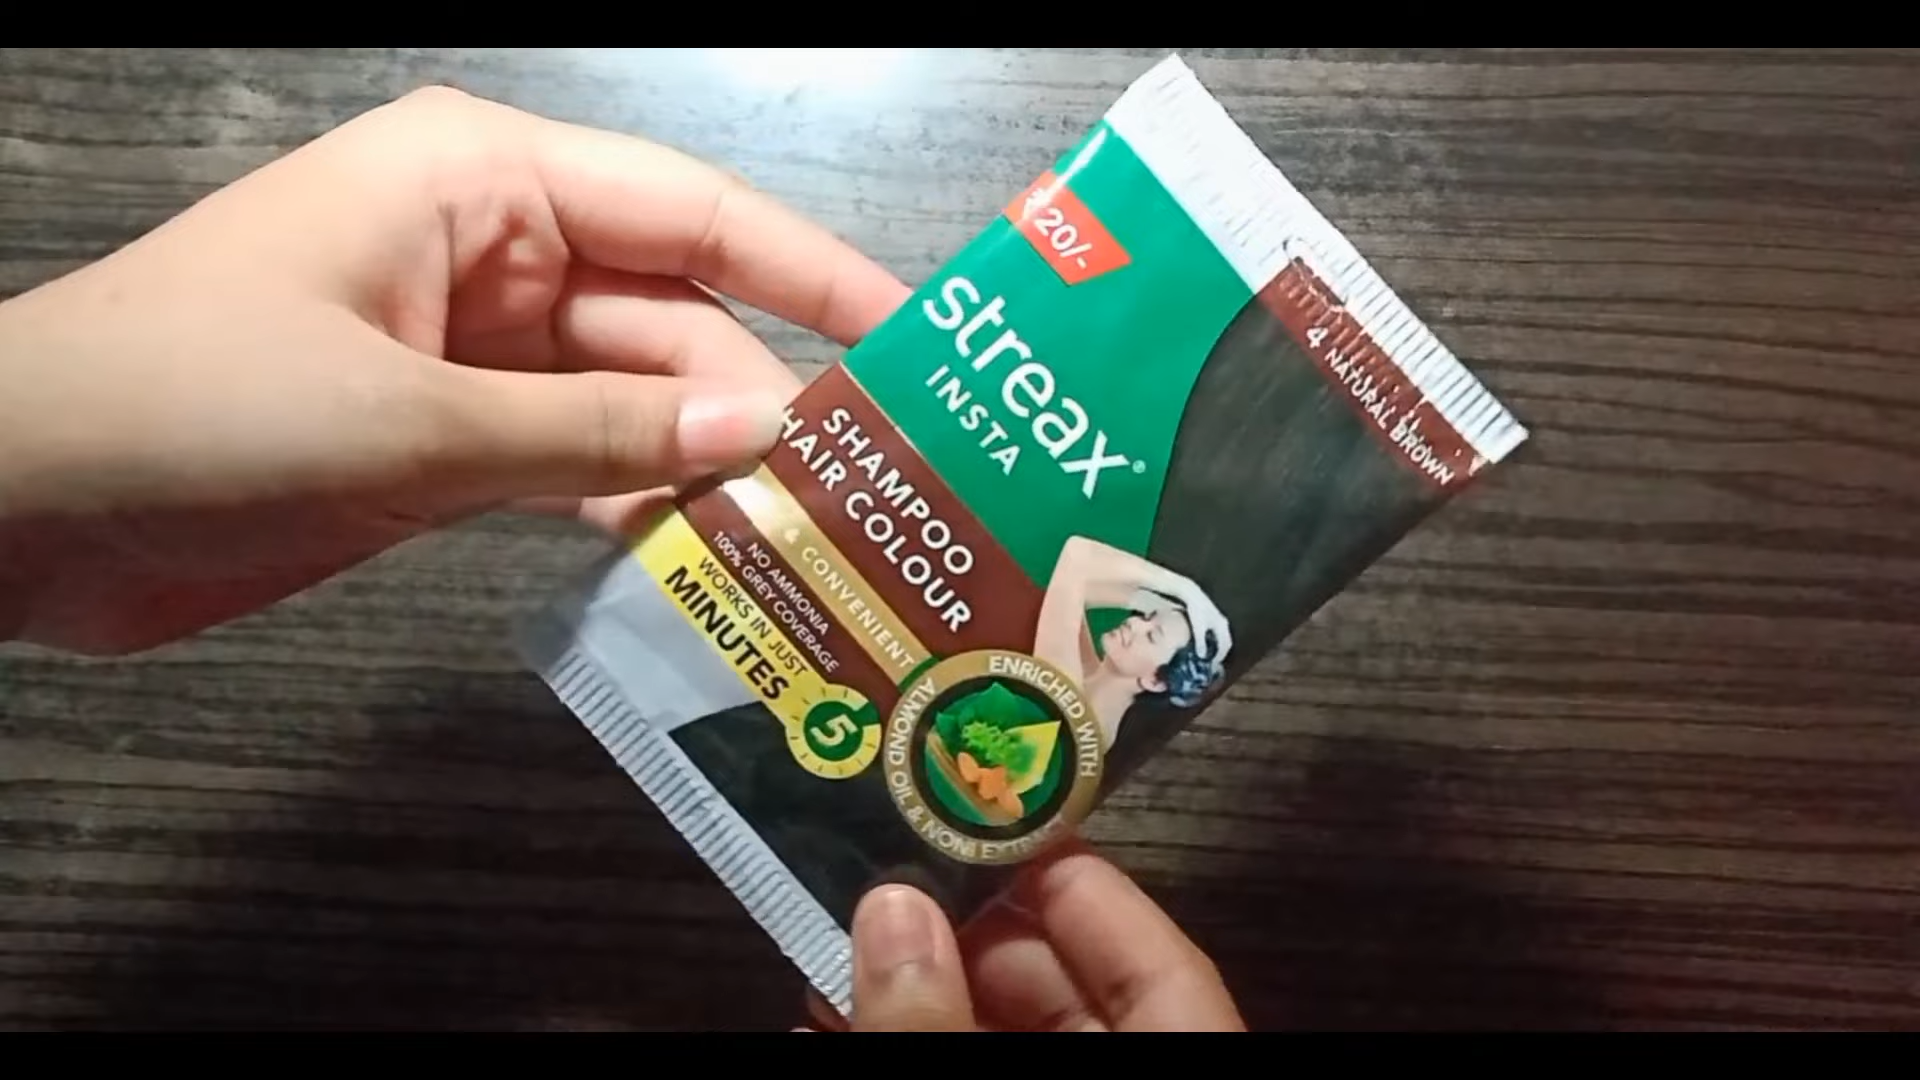 ₹20/-
streax®
INSTA
4 NATURAL BROWN
SHAMPOO
HAIR COLOUR
& CONVENIENT
NO AMMONIA
100% GREY COVERAGE
WORKS IN JUST
MINUTES
5
ENRICHED WITH
ALMOND OIL & NONI